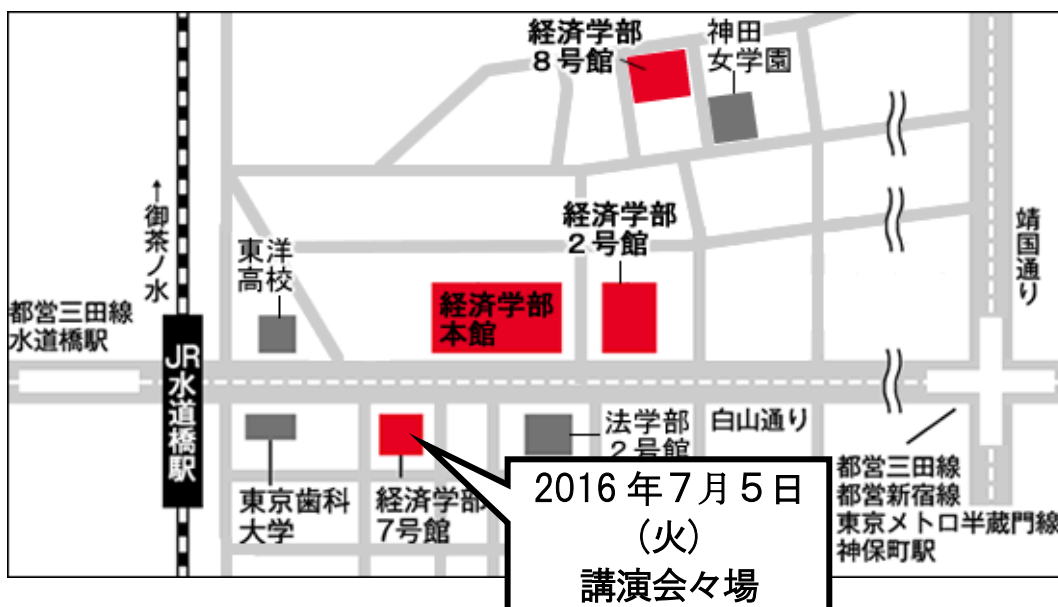 経済学部
8号館
神田
女学園
↑御茶ノ水
東洋
高校
経済学部
2号館
靖国通り
都営三田線
水道橋駅
経済学部
本館
JR水道橋駅
東京歯科
大学
経済学部
7号館
法学部
2号館
白山通り
都営三田線
都営新宿線
東京メトロ半蔵門線
神保町駅
2016年7月5日
(火)
講演会々場